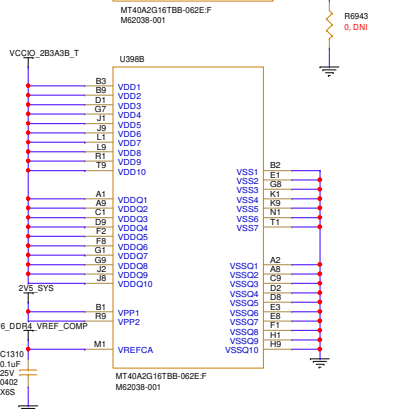 MT40A2G16TBB-062E:F
M62038-001
R6943
0, DNI
VCCIO_2B3A3B_T
U398B
B3 VDD1
B9 VDD2
D1 VDD3
G7 VDD4
J1 VDD5
J9 VDD6
L1 VDD7
L9 VDD8
R1 VDD9
T9 VDD10
VSS1 B2
VSS2 E1
VSS3 G8
VSS4 K1
VSS5 K9
VSS6 N1
VSS7 T1
A1 VDDQ1
A9 VDDQ2
C1 VDDQ3
D9 VDDQ4
F2 VDDQ5
F8 VDDQ6
G1 VDDQ7
G9 VDDQ8
J2 VDDQ9
J8 VDDQ10
VSSQ1 A2
VSSQ2 A8
VSSQ3 C9
VSSQ4 D2
VSSQ5 D8
VSSQ6 E3
VSSQ7 E8
VSSQ8 F1
VSSQ9 H1
VSSQ10 H9
2V5_SYS
B1 VPP1
R9 VPP2
6_DDR4_VREF_COMP
M1 VREFCA
C1310
0.1uF
25V
0402
X6S
MT40A2G16TBB-062E:F
M62038-001